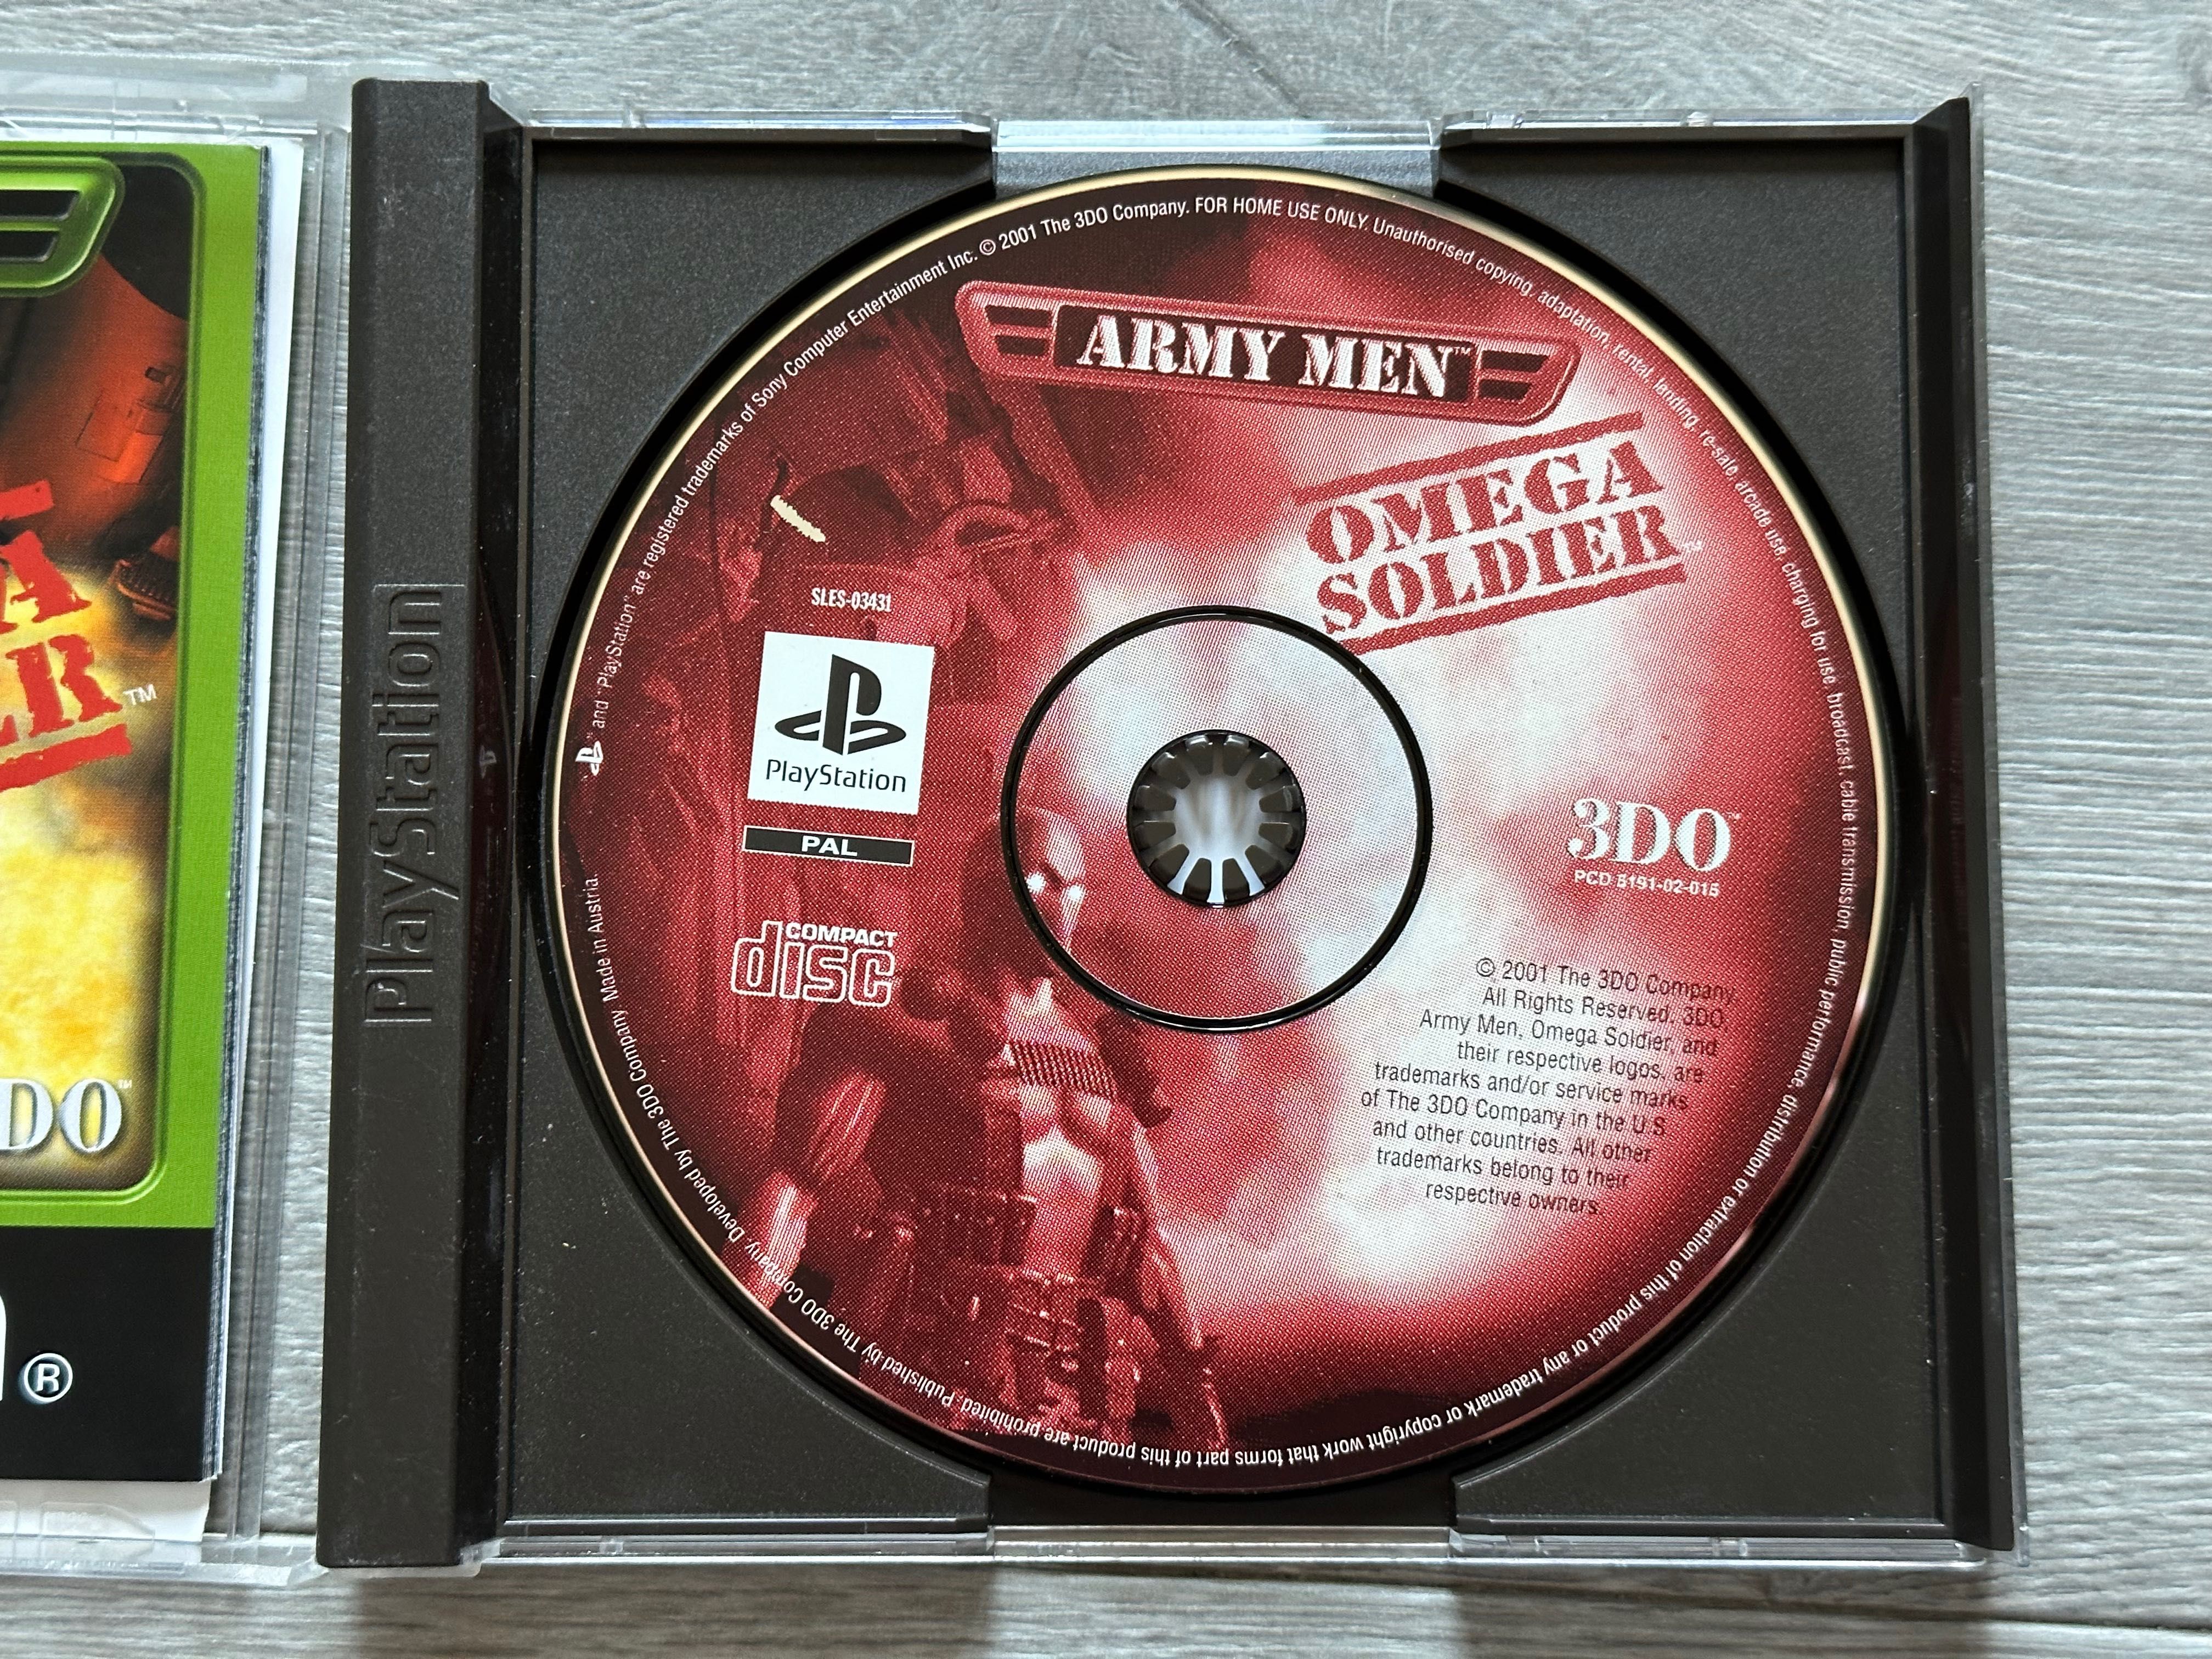 A
ER™
DO™
®
PlayStation
" and "PlayStation" are registered trademarks of Sony Computer Entertainment Inc. © 2001 The 3DO Company. FOR HOME USE ONLY. Unauthorised copying, adaptation, rental, lending, re-sale, arcade use, charging for use, broadcast, cable transmission, public performance, distribution or extraction of this product or any trademark or copyright work that forms part of this product are prohibited. Published by The 3DO Company. Developed by The 3DO Company. Made in Austria.
ARMY MEN™
OMEGA
SOLDIER™
SLES-03431
PlayStation
PAL
COMPACT
disc
3DO™
PCD 5191-02-015
© 2001 The 3DO Company.
All Rights Reserved. 3DO,
Army Men, Omega Soldier, and
their respective logos, are
trademarks and/or service marks
of The 3DO Company in the U.S.
and other countries. All other
trademarks belong to their
respective owners.